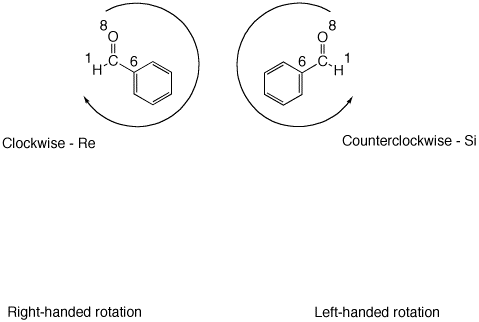 8 8
O O
1 C 6 6 C 1
H H
Clockwise - Re
Counterclockwise - Si
Right-handed rotation Left-handed rotation